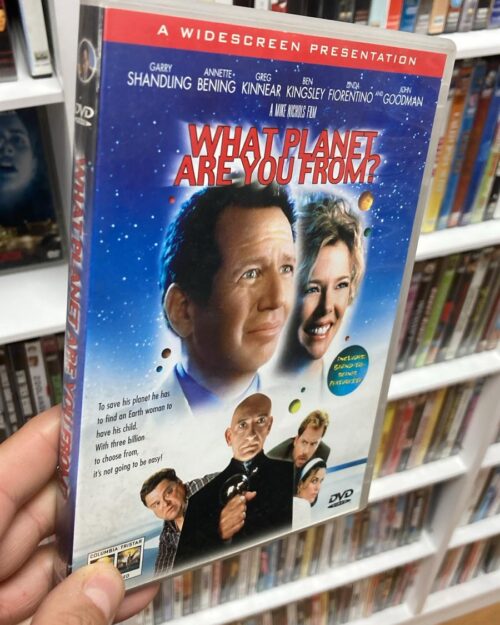 A WIDESCREEN PRESENTATION
GARRY SHANDLING
ANNETTE BENING
GREG KINNEAR
BEN KINGSLEY
LINDA FIORENTINO
AND JOHN GOODMAN
A MIKE NICHOLS FILM
WHAT PLANET
ARE YOU FROM?
To save his planet he has
to find an Earth woman to
have his child.
With three billion
to choose from,
it's not going to be easy!
DVD
COLUMBIA TRISTAR
DVD
WHAT PLANET ARE YOU FROM?